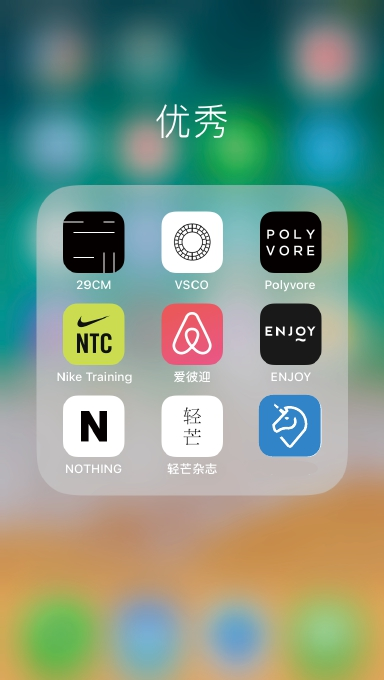 优秀
POLY
VORE
29CM
VSCO
Polyvore
NTC
ENJOY
Nike Training
爱彼迎
ENJOY
N
轻
芒
NOTHING
轻芒杂志